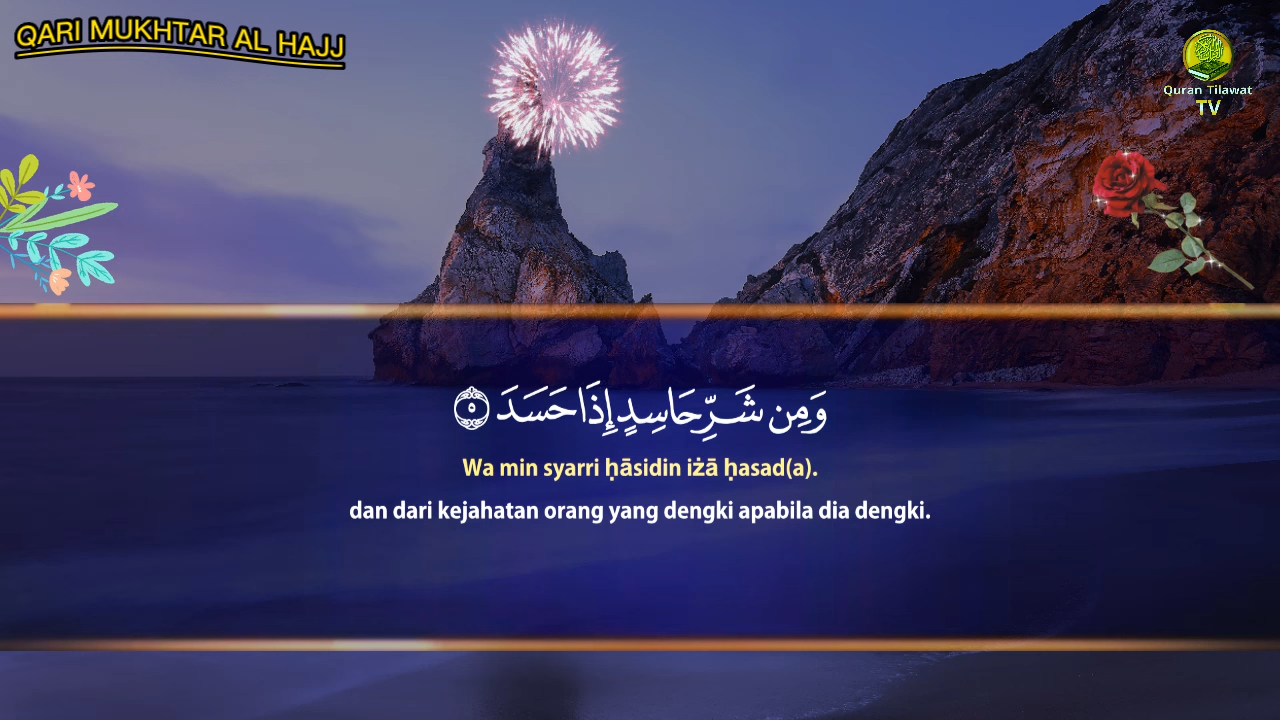 QARI MUKHTAR AL HAJJ
Quran Tilawat
TV
وَمِن شَرِّ حَاسِدٍ إِذَا حَسَدَ ٥
Wa min syarri ḥāsidin iżā ḥasad(a).
dan dari kejahatan orang yang dengki apabila dia dengki.